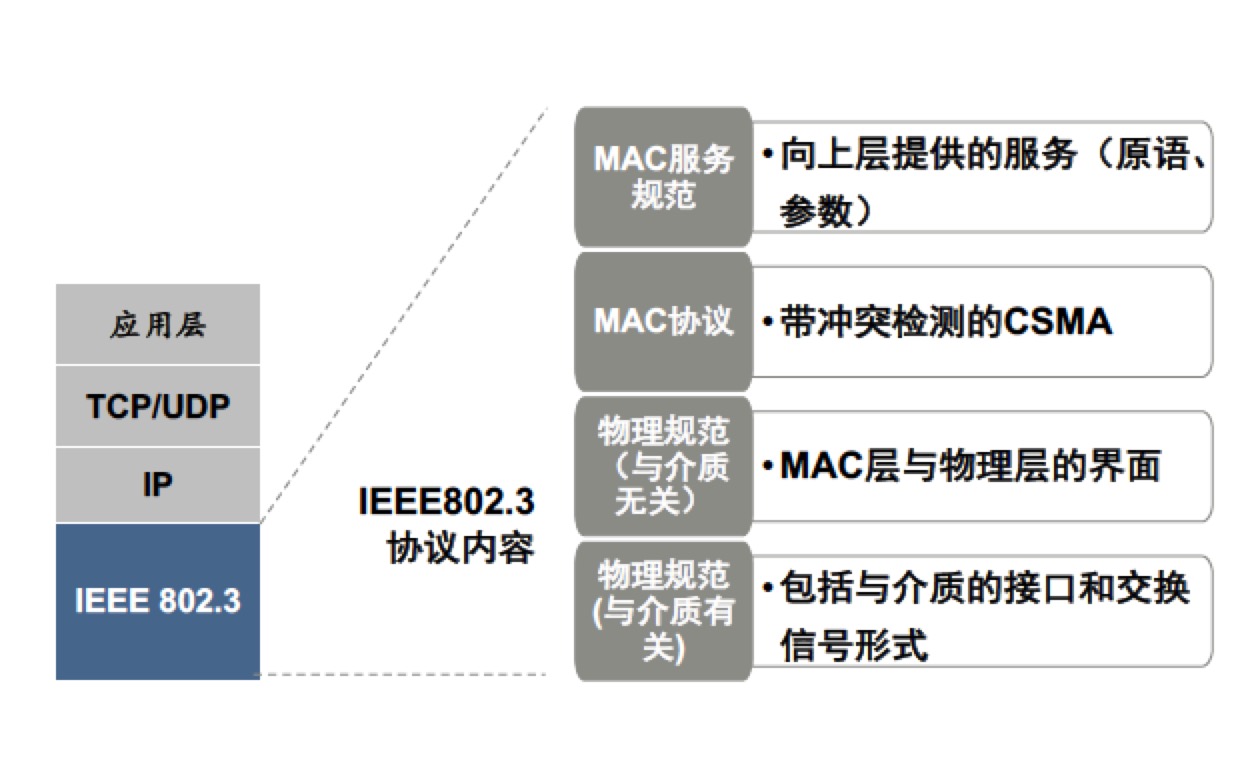 应用层
TCP/UDP
IP
IEEE 802.3
IEEE802.3
协议内容
MAC服务
规范
•向上层提供的服务（原语、
参数）
MAC协议
•带冲突检测的CSMA
物理规范
（与介质
无关）
•MAC层与物理层的界面
物理规范
(与介质有
关)
•包括与介质的接口和交换
信号形式